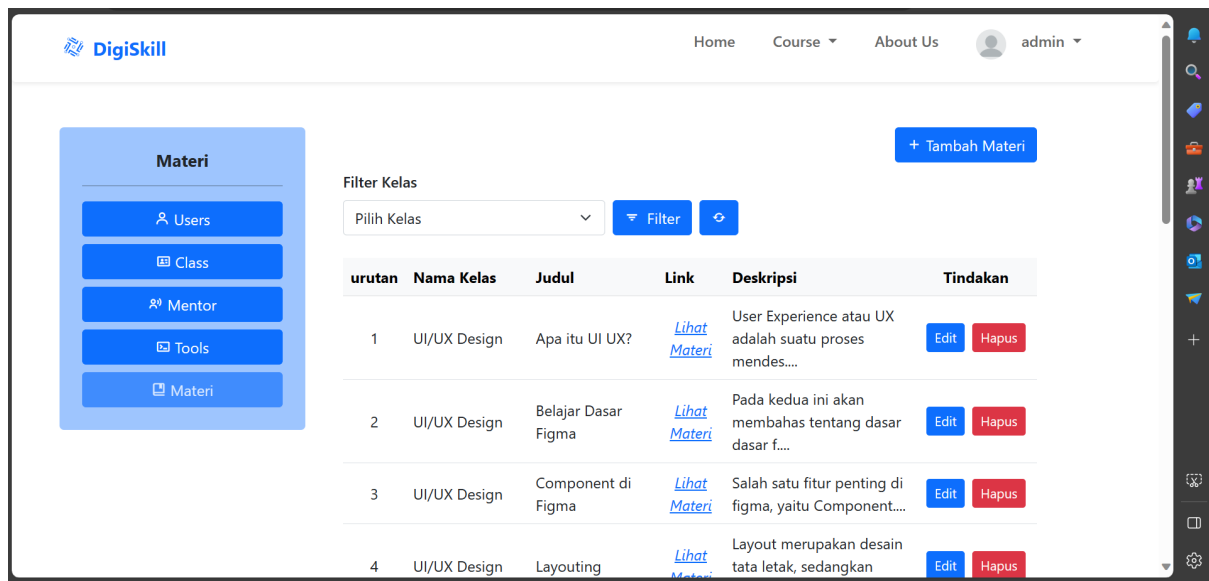 DigiSkill
Home Course About Us admin
Materi
Users
Class
Mentor
Tools
Materi
+ Tambah Materi
Filter Kelas
Pilih Kelas Filter
urutan Nama Kelas Judul Link Deskripsi Tindakan
1 UI/UX Design Apa itu UI UX? Lihat Materi User Experience atau UX adalah suatu proses mendes.... Edit Hapus
2 UI/UX Design Belajar Dasar Figma Lihat Materi Pada kedua ini akan membahas tentang dasar dasar f.... Edit Hapus
3 UI/UX Design Component di Figma Lihat Materi Salah satu fitur penting di figma, yaitu Component.... Edit Hapus
4 UI/UX Design Layouting Lihat Materi Layout merupakan desain tata letak, sedangkan Edit Hapus